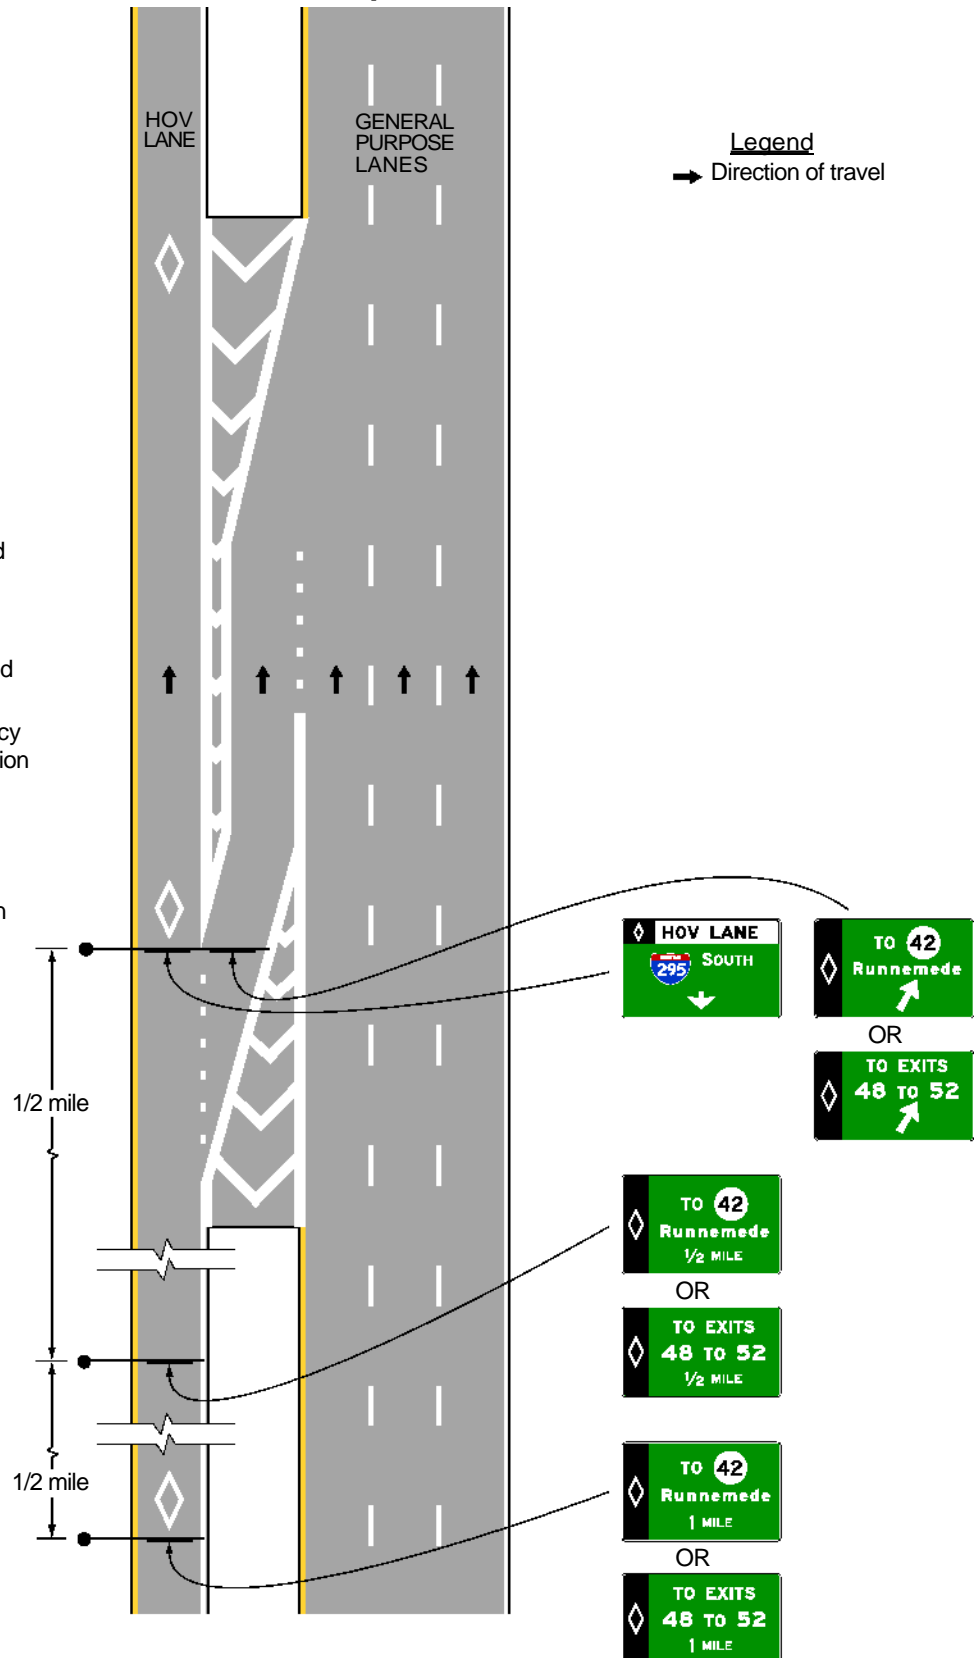 HOV
LANE
GENERAL
PURPOSE
LANES
Legend
Direction of travel
d
d
cy
ion
n
HOV LANE
295
SOUTH
TO 42
Runnemede
OR
TO EXITS
48 TO 52
1/2 mile
TO 42
Runnemede
1/2 MILE
OR
TO EXITS
48 TO 52
1/2 MILE
1/2 mile
TO 42
Runnemede
1 MILE
OR
TO EXITS
48 TO 52
1 MILE